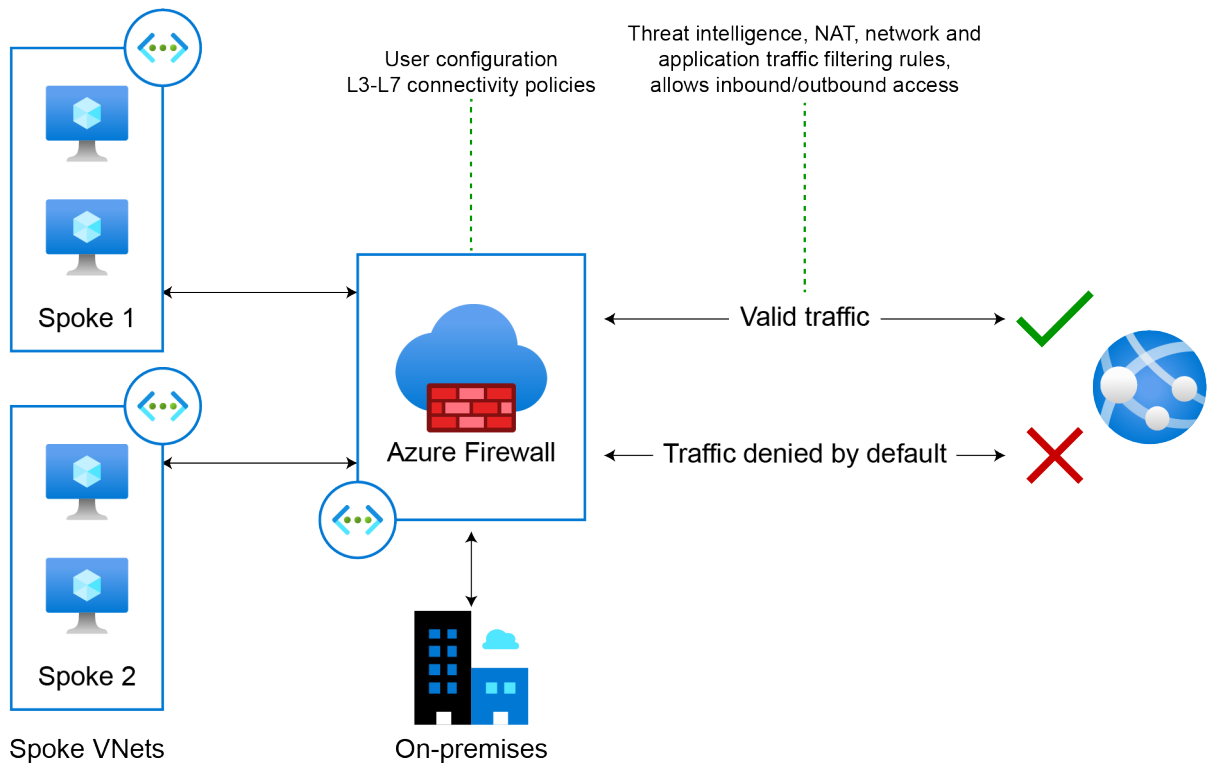 User configuration
L3-L7 connectivity policies
Threat intelligence, NAT, network and
application traffic filtering rules,
allows inbound/outbound access
Spoke 1
Valid traffic
Azure Firewall
Traffic denied by default
Spoke 2
Spoke VNets
On-premises